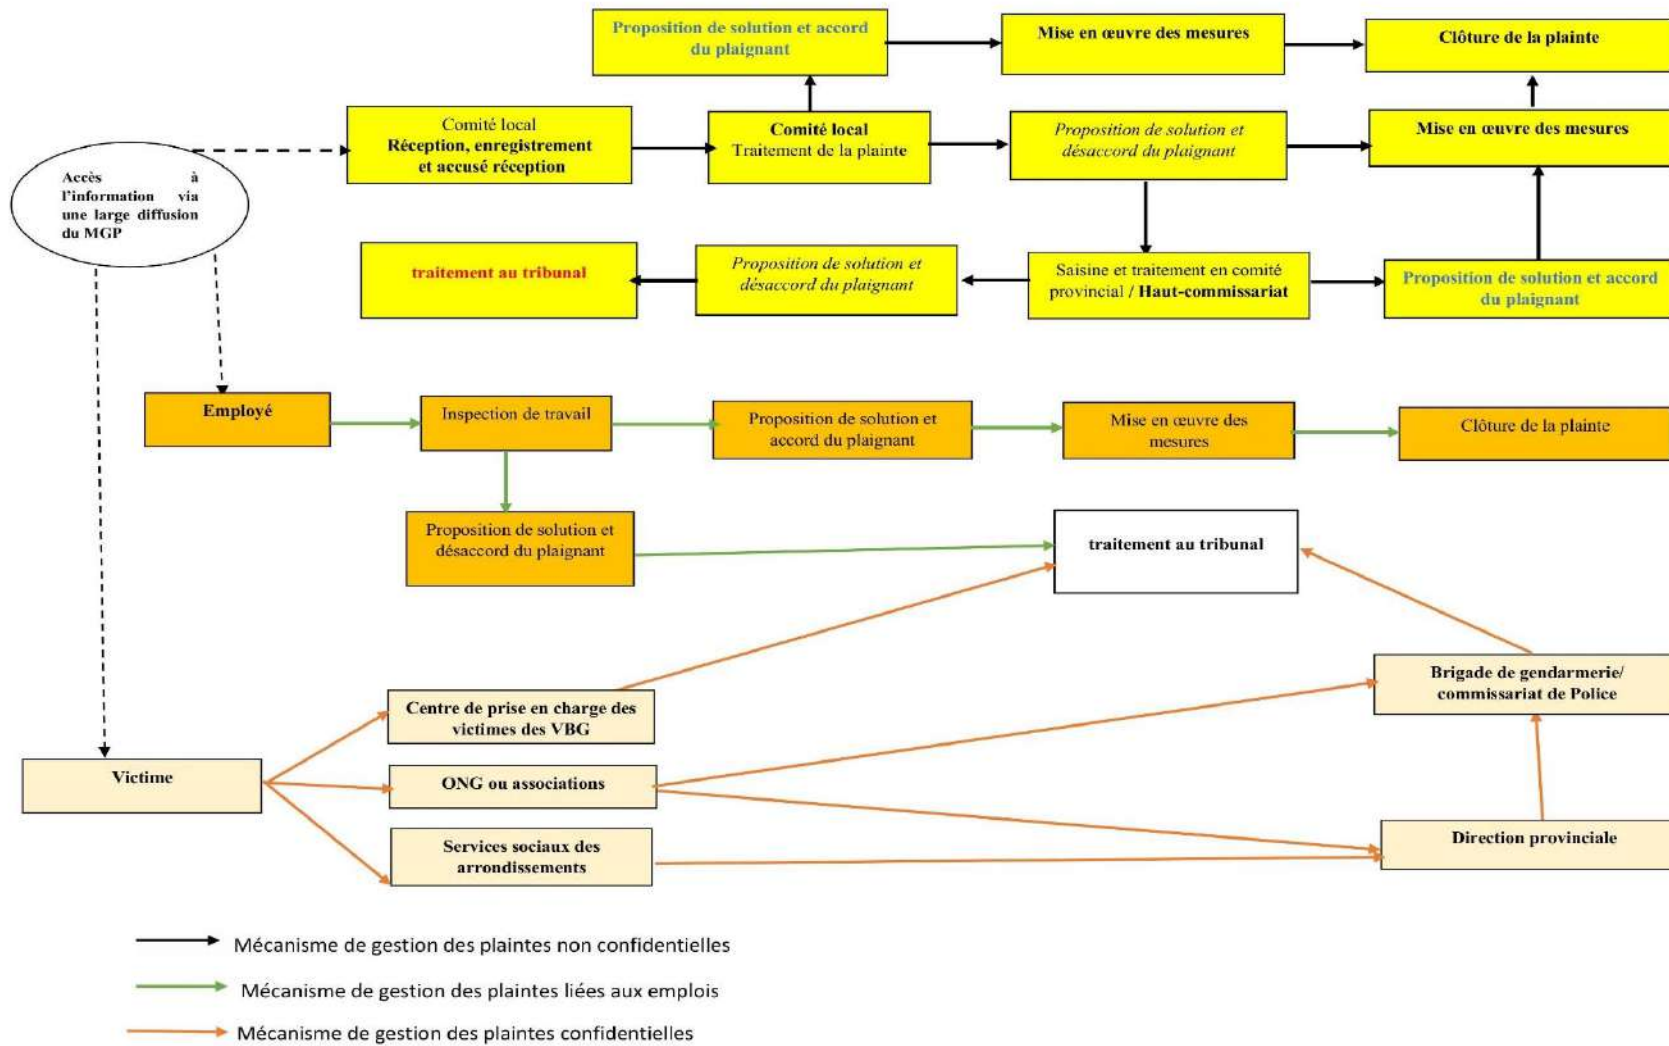 Proposition de solution et accord
du plaignant
Mise en œuvre des mesures
Clôture de la plainte
Comité local
Réception, enregistrement
et accusé réception
Comité local
Traitement de la plainte
Proposition de solution et
désaccord du plaignant
Mise en œuvre des mesures
Accès à
l'information via
une large diffusion
du MGP
traitement au tribunal
Proposition de solution et
désaccord du plaignant
Saisine et traitement en comité
provincial / Haut-commissariat
Proposition de solution et accord
du plaignant
Employé
Inspection de travail
Proposition de solution et
accord du plaignant
Mise en œuvre des
mesures
Clôture de la plainte
Proposition de solution et
désaccord du plaignant
traitement au tribunal
Centre de prise en charge des
victimes des VBG
Brigade de gendarmerie/
commissariat de Police
Victime
ONG ou associations
Services sociaux des
arrondissements
Direction provinciale
Mécanisme de gestion des plaintes non confidentielles
Mécanisme de gestion des plaintes liées aux emplois
Mécanisme de gestion des plaintes confidentielles